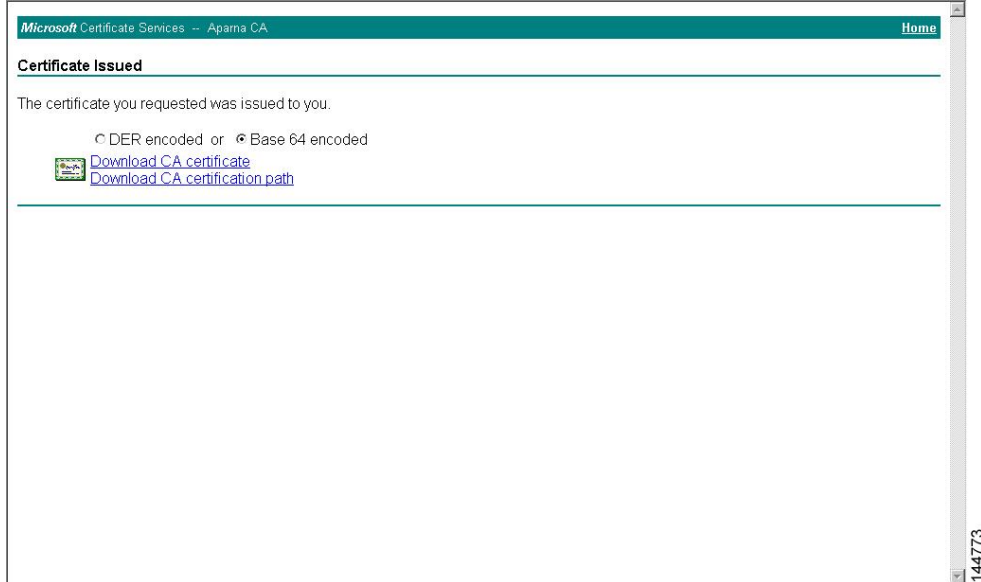 Microsoft Certificate Services -- Aparna CA Home
Certificate Issued
The certificate you requested was issued to you.
DER encoded or Base 64 encoded
Download CA certificate
Download CA certification path
144773